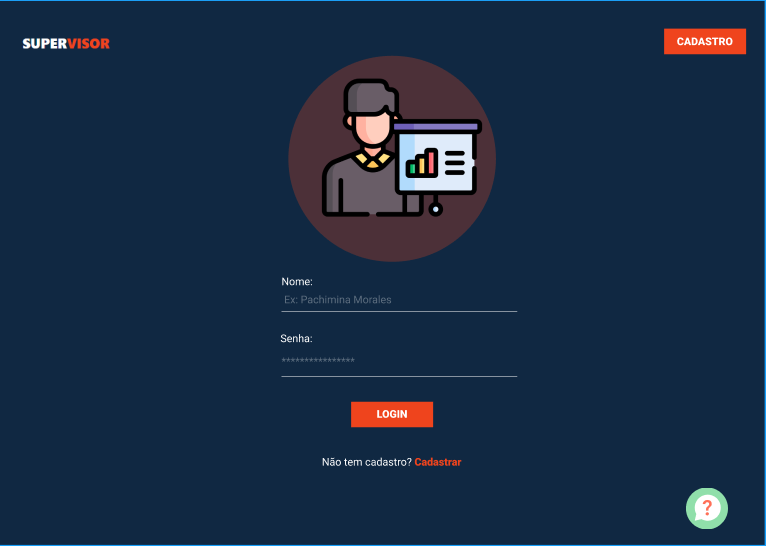 SUPERVISOR
CADASTRO
Nome:
Ex: Pachimina Morales
Senha:
****************
LOGIN
Não tem cadastro? Cadastrar
?